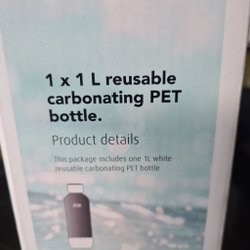 1 x 1 L reusable
carbonating PET
bottle.
Product details
This package includes one 1L white
reusable carbonating PET bottle